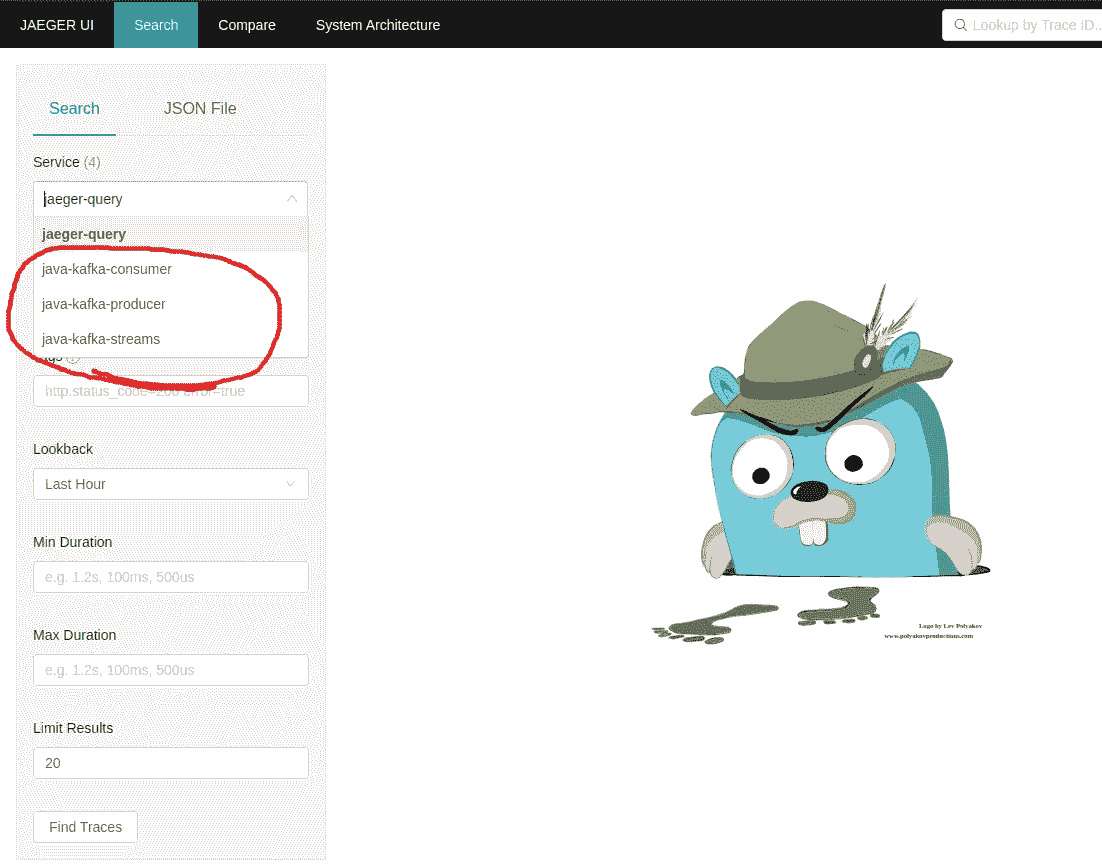 JAEGER UI Search Compare System Architecture Lookup by Trace ID...
Search JSON File
Service (4)
jaeger-query
jaeger-query
java-kafka-consumer
java-kafka-producer
java-kafka-streams
http.status_code=200 error=true
Lookback
Last Hour
Min Duration
e.g. 1.2s, 100ms, 500us
Max Duration
e.g. 1.2s, 100ms, 500us
Limit Results
20
Find Traces
Logo by Lev Polyakov
www.polyakovproductions.com